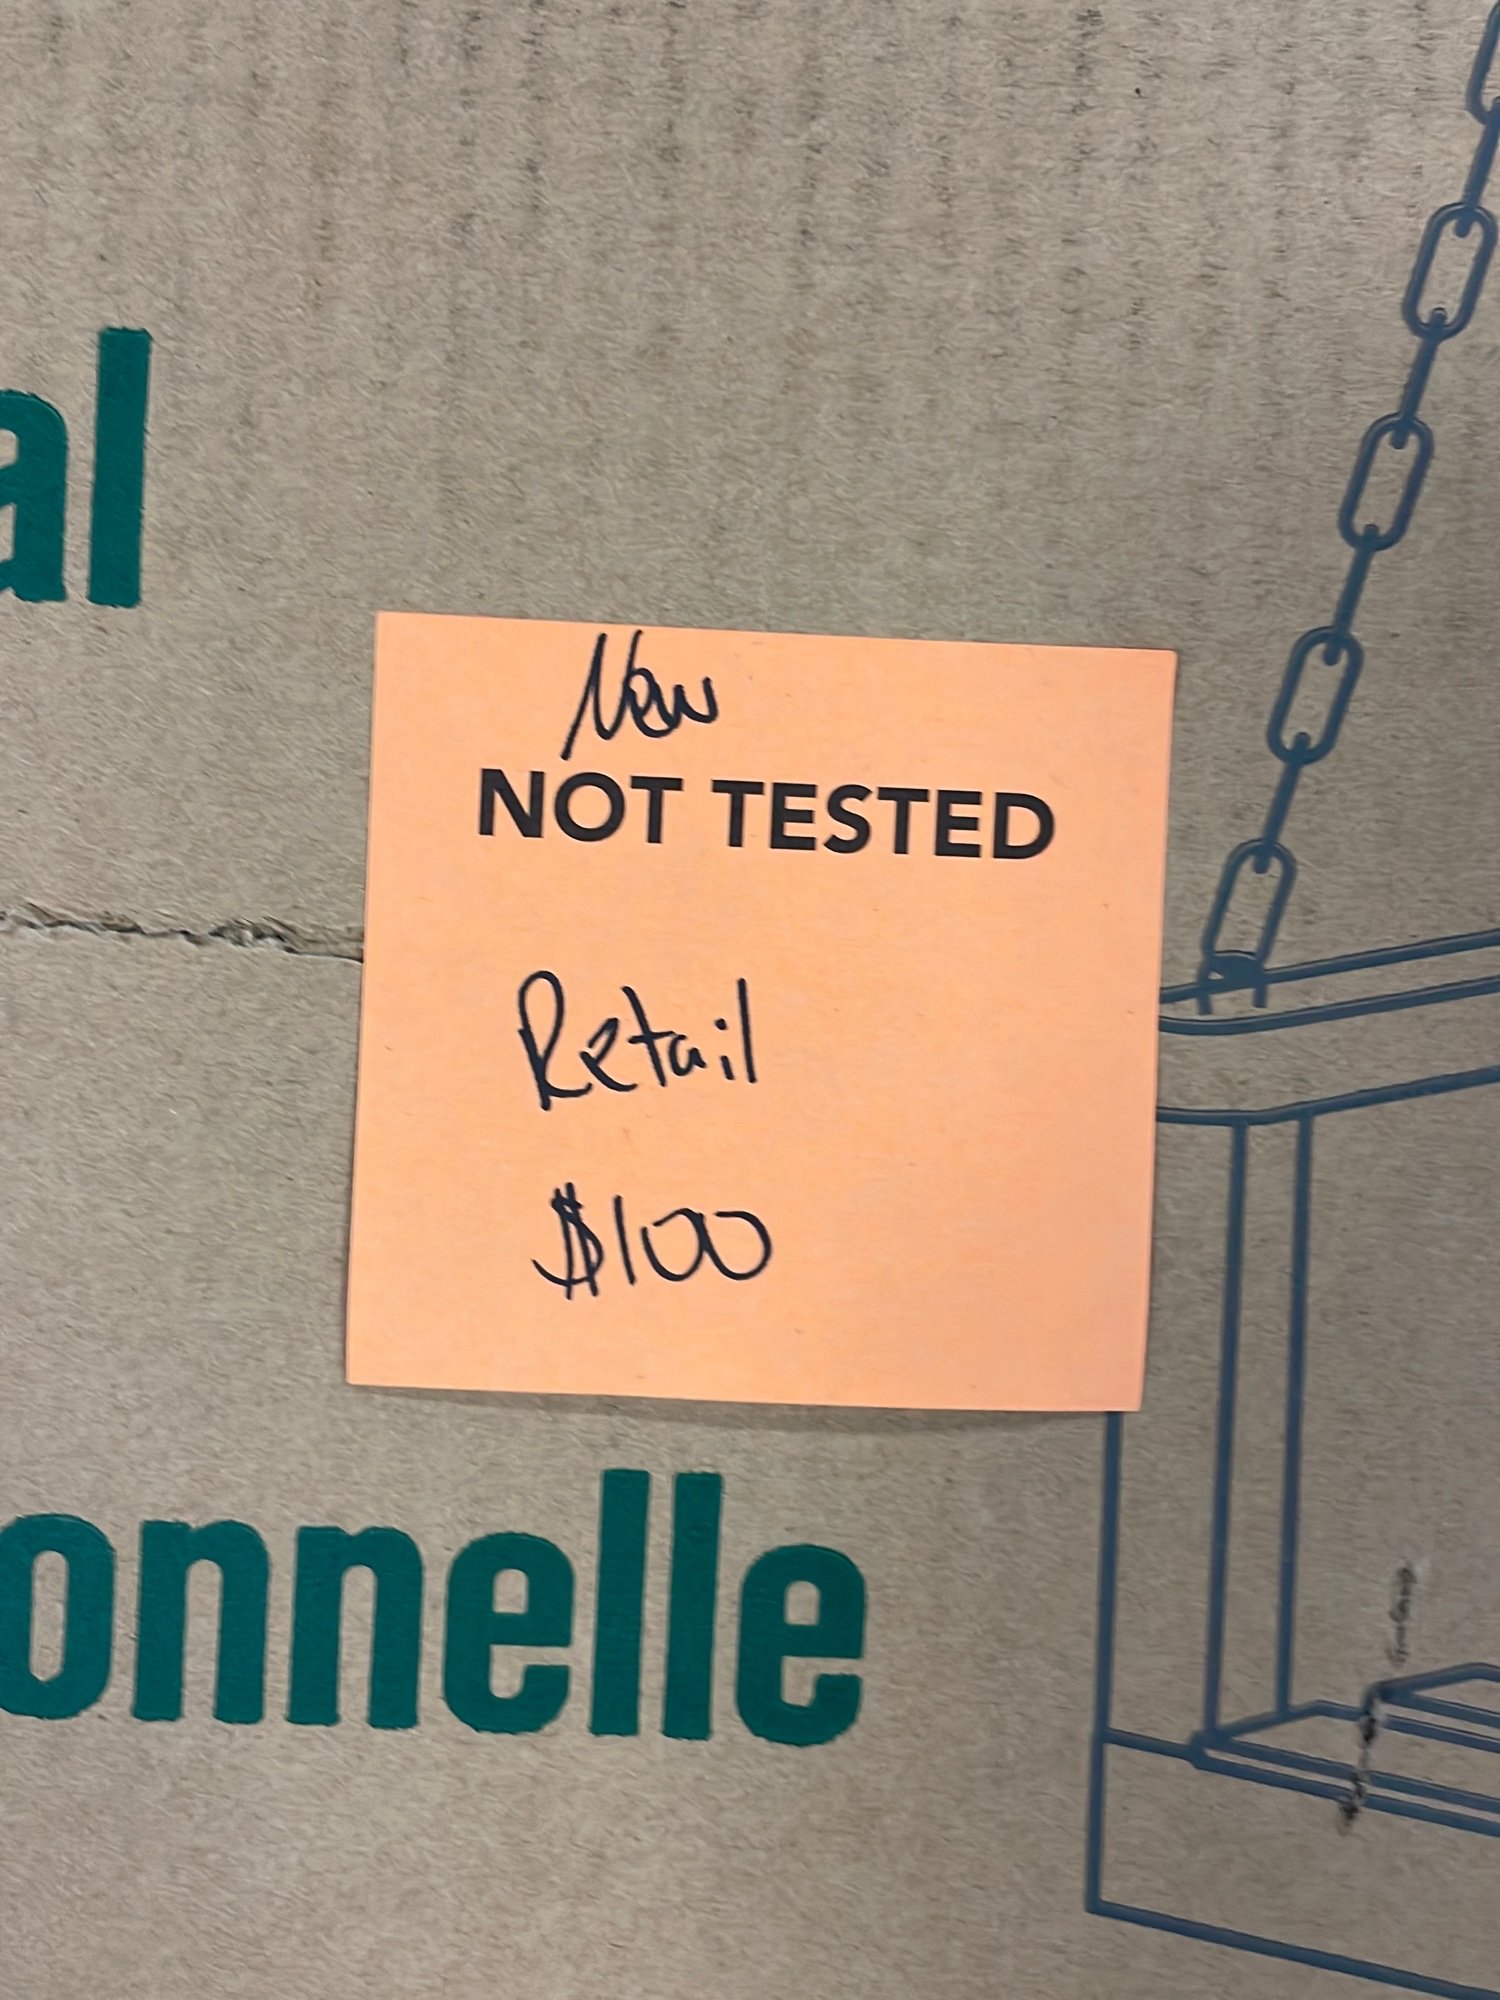 al
New
NOT TESTED
Retail
$100
onnelle